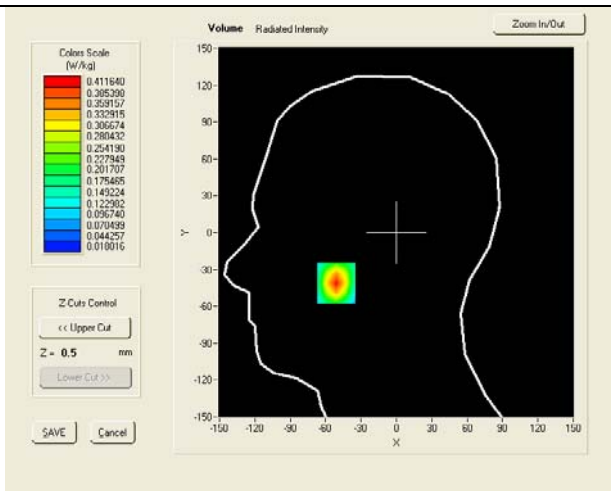 Volume Radiated Intensity
Zoom In/Out
Colors Scale
(W/kg)
0.411640
0.385398
0.359157
0.332915
0.306674
0.280432
0.254190
0.227949
0.201707
0.175465
0.149224
0.122982
0.096740
0.070499
0.044257
0.018016
Z-Cuts Control
<< Upper Cut
Z = 0.5 mm
Lower Cut >>
SAVE Cancel
150
120
90
60
30
0
-30
-60
-90
-120
-150
Y
-150 -120 -90 -60 -30 0 30 60 90 120 150
X